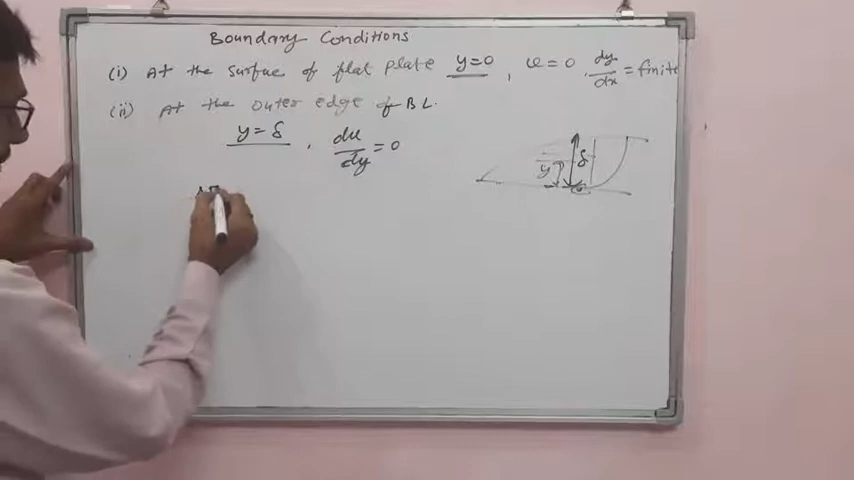 Boundary Conditions
(i) At the surface of flat plate y=0, u=0, dy/dx = finite
(ii) At the outer edge of BL.
y=δ, du/dy = 0
y δ